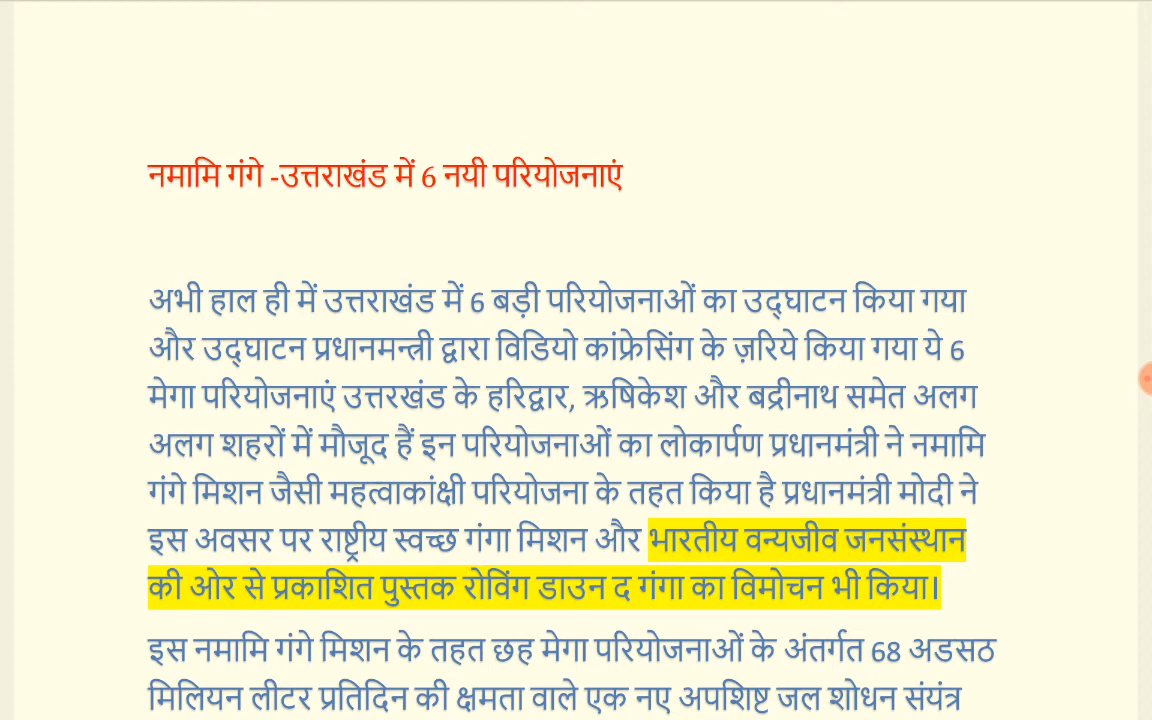 नमामि गंगे -उत्तराखंड में 6 नयी परियोजनाएं
अभी हाल ही में उत्तराखंड में 6 बड़ी परियोजनाओं का उद्घाटन किया गया
और उद्घाटन प्रधानमन्त्री द्वारा विडियो कांफ्रेसिंग के ज़रिये किया गया ये 6
मेगा परियोजनाएं उत्तरखंड के हरिद्वार, ऋषिकेश और बद्रीनाथ समेत अलग
अलग शहरों में मौजूद हैं इन परियोजनाओं का लोकार्पण प्रधानमंत्री ने नमामि
गंगे मिशन जैसी महत्वाकांक्षी परियोजना के तहत किया है प्रधानमंत्री मोदी ने
इस अवसर पर राष्ट्रीय स्वच्छ गंगा मिशन और भारतीय वन्यजीव जनसंस्थान
की ओर से प्रकाशित पुस्तक रोविंग डाउन द गंगा का विमोचन भी किया।
इस नमामि गंगे मिशन के तहत छह मेगा परियोजनाओं के अंतर्गत 68 अडसठ
मिलियन लीटर प्रतिदिन की क्षमता वाले एक नए अपशिष्ट जल शोधन संयंत्र